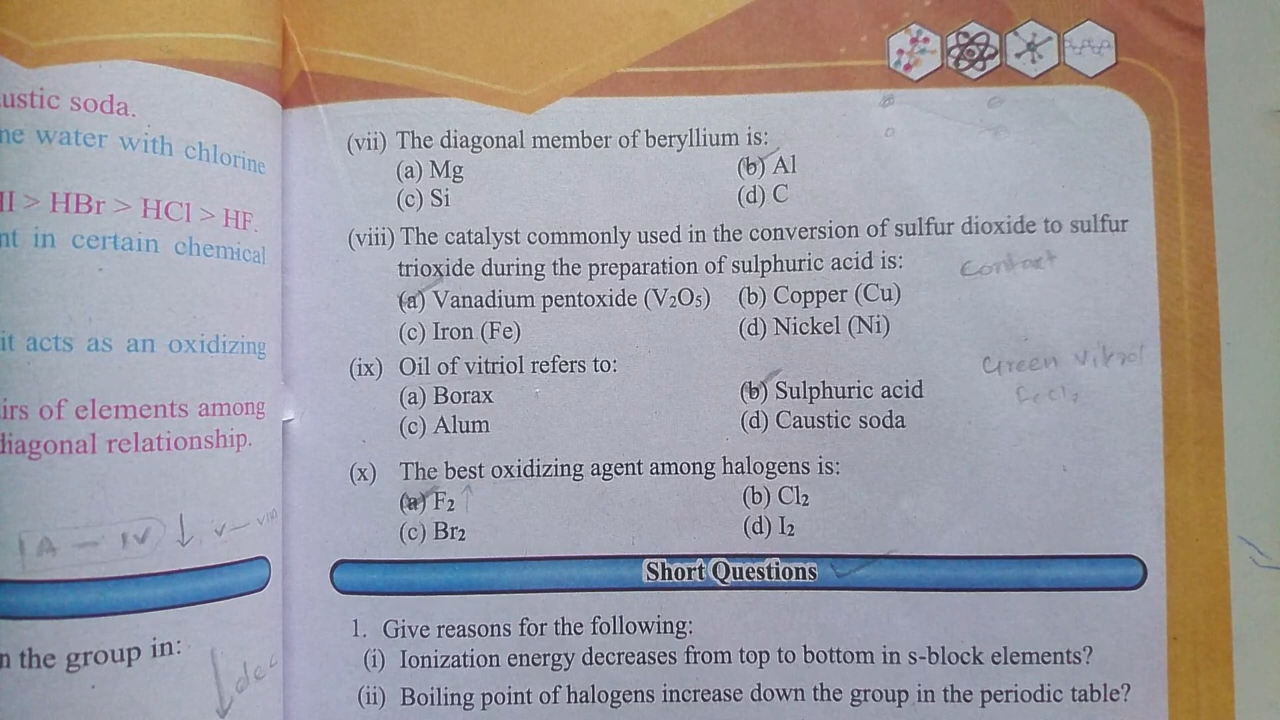 ustic soda.
ne water with chlorine
I > HBr > HCl > HF.
nt in certain chemical
it acts as an oxidizing
irs of elements among
diagonal relationship.
A - IV ↓ V - VII
n the group in:
dec
(vii) The diagonal member of beryllium is:
(a) Mg (b) Al
(c) Si (d) C
(viii) The catalyst commonly used in the conversion of sulfur dioxide to sulfur
trioxide during the preparation of sulphuric acid is:
contact
(a) Vanadium pentoxide (V₂O₅) (b) Copper (Cu)
(c) Iron (Fe) (d) Nickel (Ni)
(ix) Oil of vitriol refers to:
Green
(a) Borax (b) Sulphuric acid
(c) Alum (d) Caustic soda
(x) The best oxidizing agent among halogens is:
(a) F₂ ↑ (b) Cl₂
(c) Br₂ (d) I₂
Short Questions
1. Give reasons for the following:
(i) Ionization energy decreases from top to bottom in s-block elements?
(ii) Boiling point of halogens increase down the group in the periodic table?